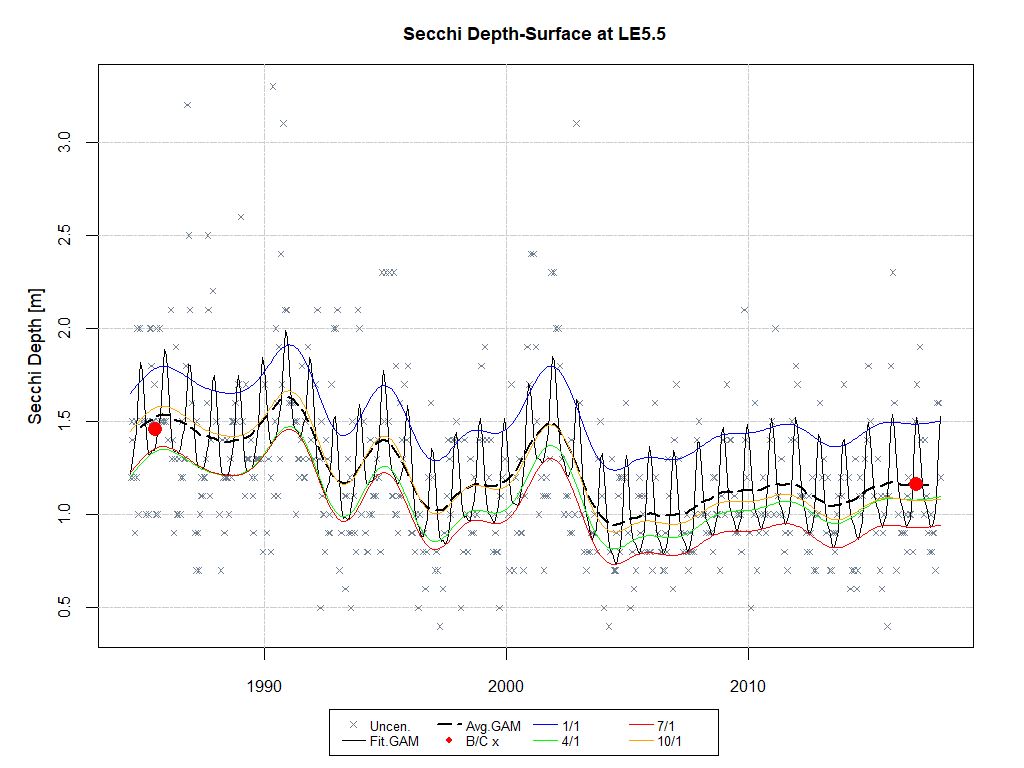 Secchi Depth-Surface at LE5.5
Secchi Depth [m]
3.0
2.5
2.0
1.5
1.0
0.5
1990 2000 2010
Uncen. Avg.GAM 1/1 7/1
Fit.GAM B/C x 4/1 10/1